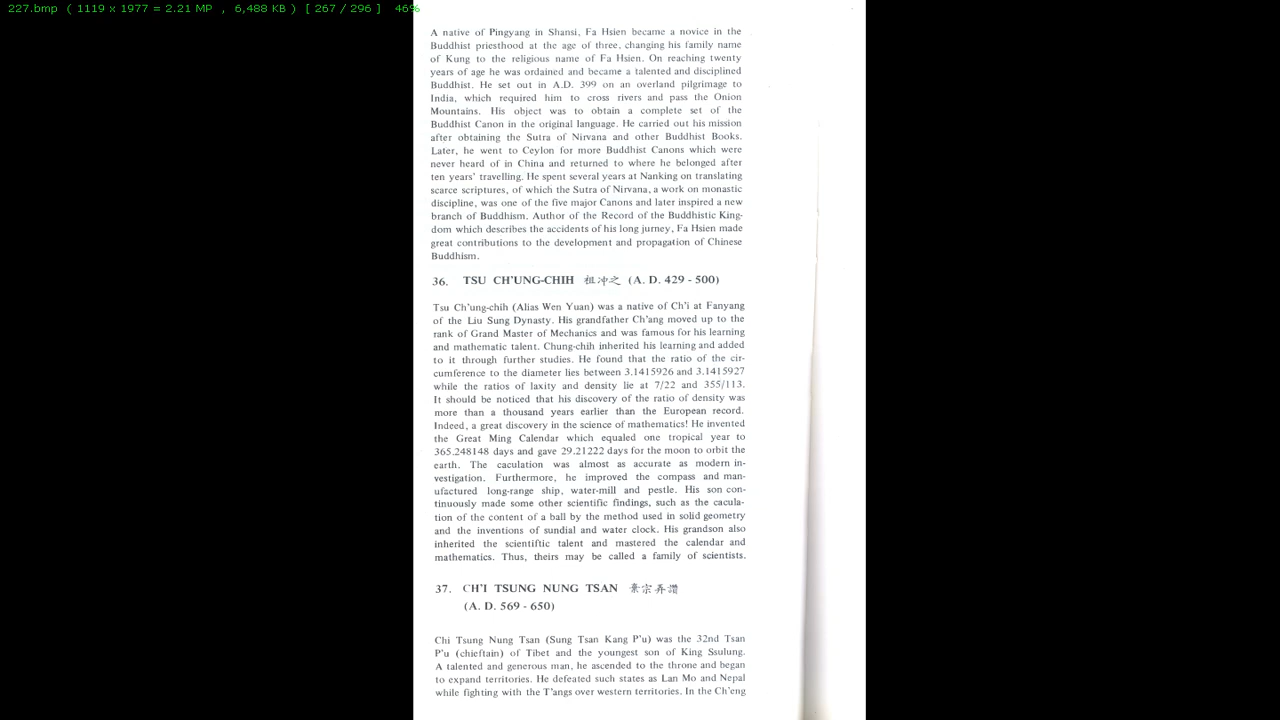 227.bmp ( 1119 x 1977 = 2.21 MP , 6,488 KB ) [ 267 / 296 ] 46%
A native of Pingyang in Shansi, Fa Hsien became a novice in the
Buddhist priesthood at the age of three, changing his family name
of Kung to the religious name of Fa Hsien. On reaching twenty
years of age he was ordained and became a talented and disciplined
Buddhist. He set out in A.D. 399 on an overland pilgrimage to
India, which required him to cross rivers and pass the Onion
Mountains. His object was to obtain a complete set of the
Buddhist Canon in the original language. He carried out his mission
after obtaining the Sutra of Nirvana and other Buddhist Books.
Later, he went to Ceylon for more Buddhist Canons which were
never heard of in China and returned to where he belonged after
ten years' travelling. He spent several years at Nanking on translating
scarce scriptures, of which the Sutra of Nirvana, a work on monastic
discipline, was one of the five major Canons and later inspired a new
branch of Buddhism. Author of the Record of the Buddhistic King-
dom which describes the accidents of his long jurney, Fa Hsien made
great contributions to the development and propagation of Chinese
Buddhism.
36. TSU CH'UNG-CHIH 祖冲之 (A. D. 429 - 500)
Tsu Ch'ung-chih (Alias Wen Yuan) was a native of Ch'i at Fanyang
of the Liu Sung Dynasty. His grandfather Ch'ang moved up to the
rank of Grand Master of Mechanics and was famous for his learning
and mathematic talent. Chung-chih inherited his learning and added
to it through further studies. He found that the ratio of the cir-
cumference to the diameter lies between 3.1415926 and 3.1415927
while the ratios of laxity and density lie at 7/22 and 355/113.
It should be noticed that his discovery of the ratio of density was
more than a thousand years earlier than the European record.
Indeed, a great discovery in the science of mathematics! He invented
the Great Ming Calendar which equaled one tropical year to
365.248148 days and gave 29.21222 days for the moon to orbit the
earth. The caculation was almost as accurate as modern in-
vestigation. Furthermore, he improved the compass and man-
ufactured long-range ship, water-mill and pestle. His son con-
tinuously made some other scientific findings, such as the cacula-
tion of the content of a ball by the method used in solid geometry
and the inventions of sundial and water clock. His grandson also
inherited the scientiftic talent and mastered the calendar and
mathematics. Thus, theirs may be called a family of scientists.
37. CH'I TSUNG NUNG TSAN 棄宗弄讚
(A. D. 569 - 650)
Chi Tsung Nung Tsan (Sung Tsan Kang P'u) was the 32nd Tsan
P'u (chieftain) of Tibet and the youngest son of King Ssulung.
A talented and generous man, he ascended to the throne and began
to expand territories. He defeated such states as Lan Mo and Nepal
while fighting with the T'angs over western territories. In the Ch'eng